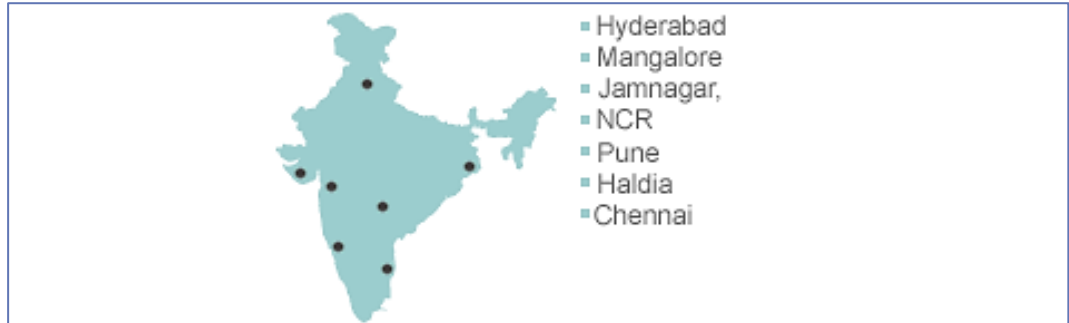 Hyderabad
Mangalore
Jamnagar,
NCR
Pune
Haldia
Chennai